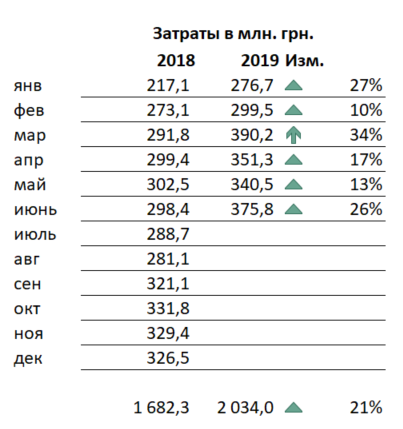 Затраты в млн. грн.
2018 2019 Изм.
янв 217,1 276,7 27%
фев 273,1 299,5 10%
мар 291,8 390,2 34%
апр 299,4 351,3 17%
май 302,5 340,5 13%
июнь 298,4 375,8 26%
июль 288,7
авг 281,1
сен 321,1
окт 331,8
ноя 329,4
дек 326,5
1 682,3 2 034,0 21%